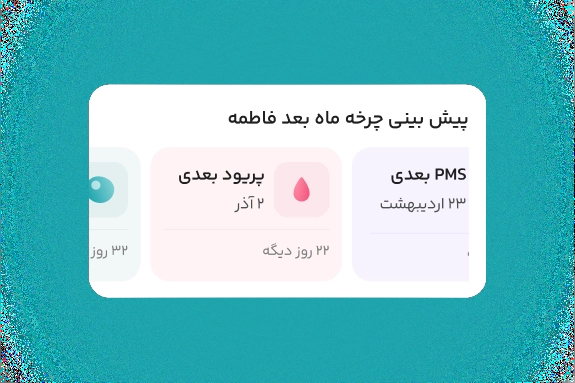 پیش بینی چرخه ماه بعد فاطمه
PMS بعدی
۲۳ اردیبهشت
پریود بعدی
۲ آذر
۲۲ روز دیگه
۳۲ روز